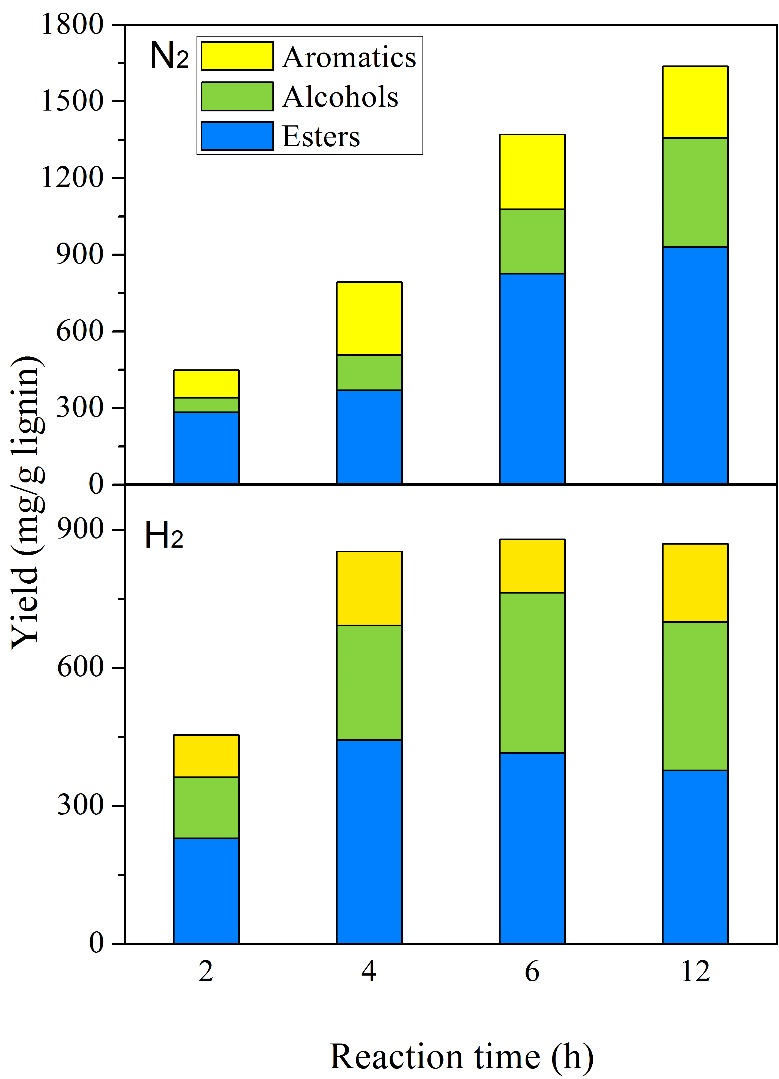 1800
N2
Aromatics
1500
Alcohols
Esters
1200
900
600
300
0
Yield (mg/g lignin)
H2
900
600
300
0
2 4 6 12
Reaction time (h)